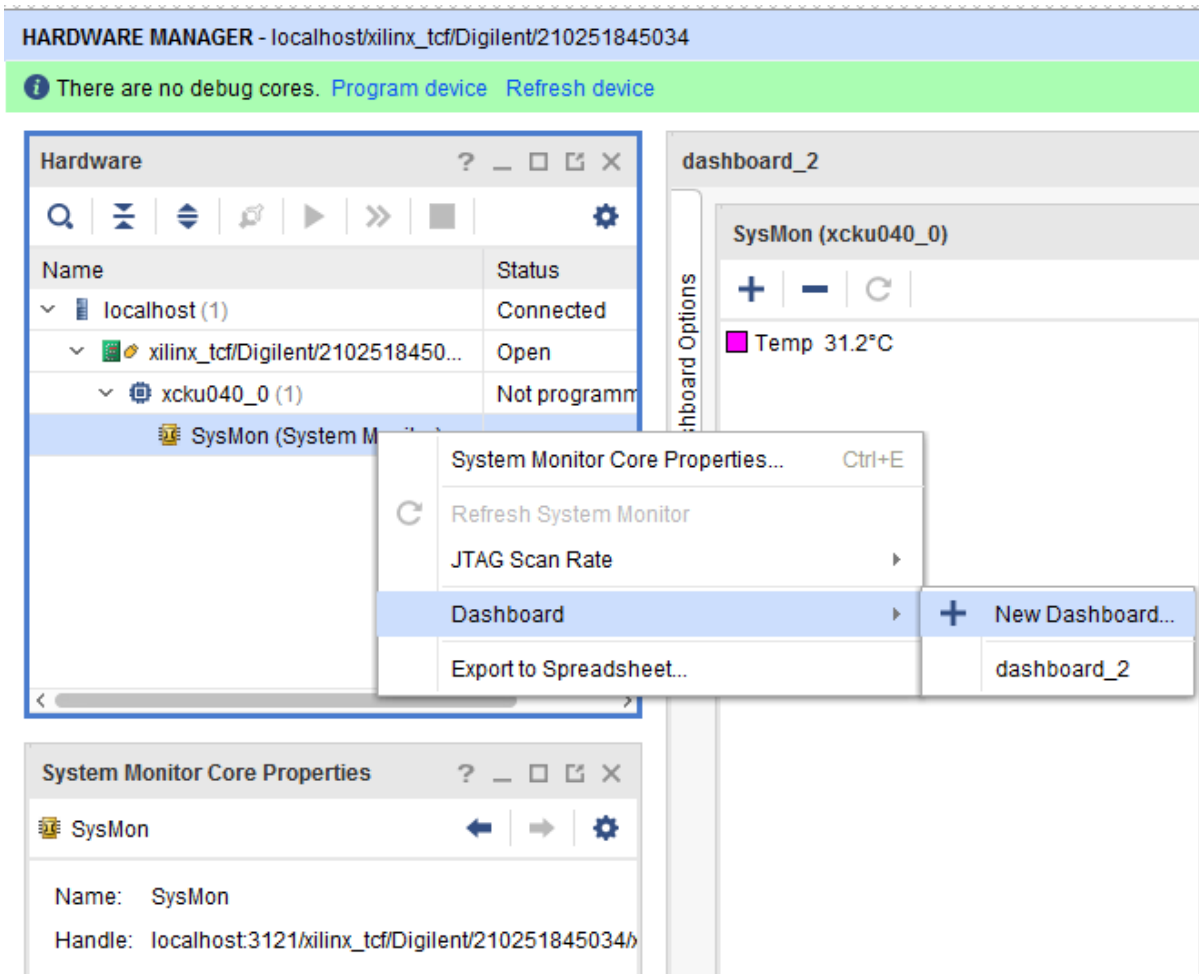 HARDWARE MANAGER - localhost/xilinx_tcf/Digilent/210251845034
There are no debug cores. Program device Refresh device
Hardware
Name Status
localhost (1) Connected
xilinx_tcf/Digilent/2102518450... Open
xcku040_0 (1) Not programm
SysMon (System M
System Monitor Core Properties... Ctrl+E
Refresh System Monitor
JTAG Scan Rate
Dashboard
Export to Spreadsheet...
New Dashboard...
dashboard_2
System Monitor Core Properties
SysMon
Name: SysMon
Handle: localhost:3121/xilinx_tcf/Digilent/210251845034/x
dashboard_2
hboard Options
SysMon (xcku040_0)
Temp 31.2°C